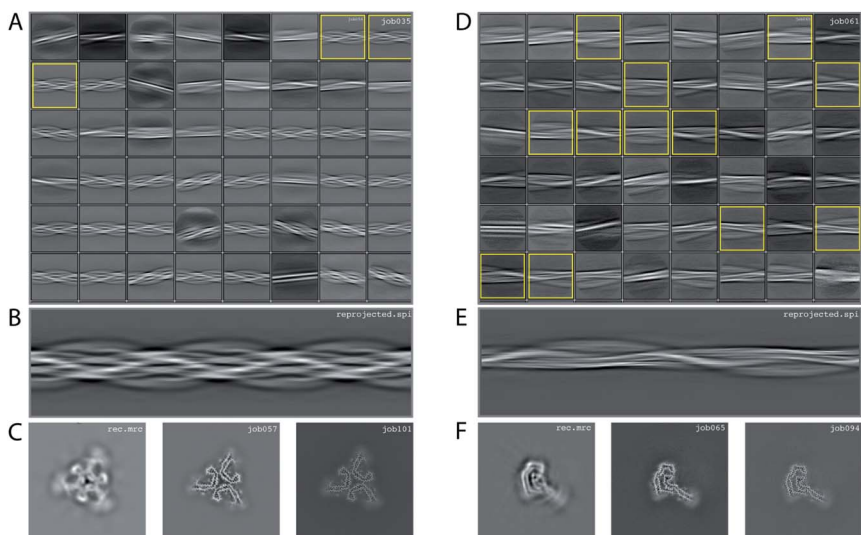 A
job035
D
job061
B
reprojected.spi
E
reprojected.spi
C
rec.mrc
job057
job101
F
rec.mrc
job065
job094